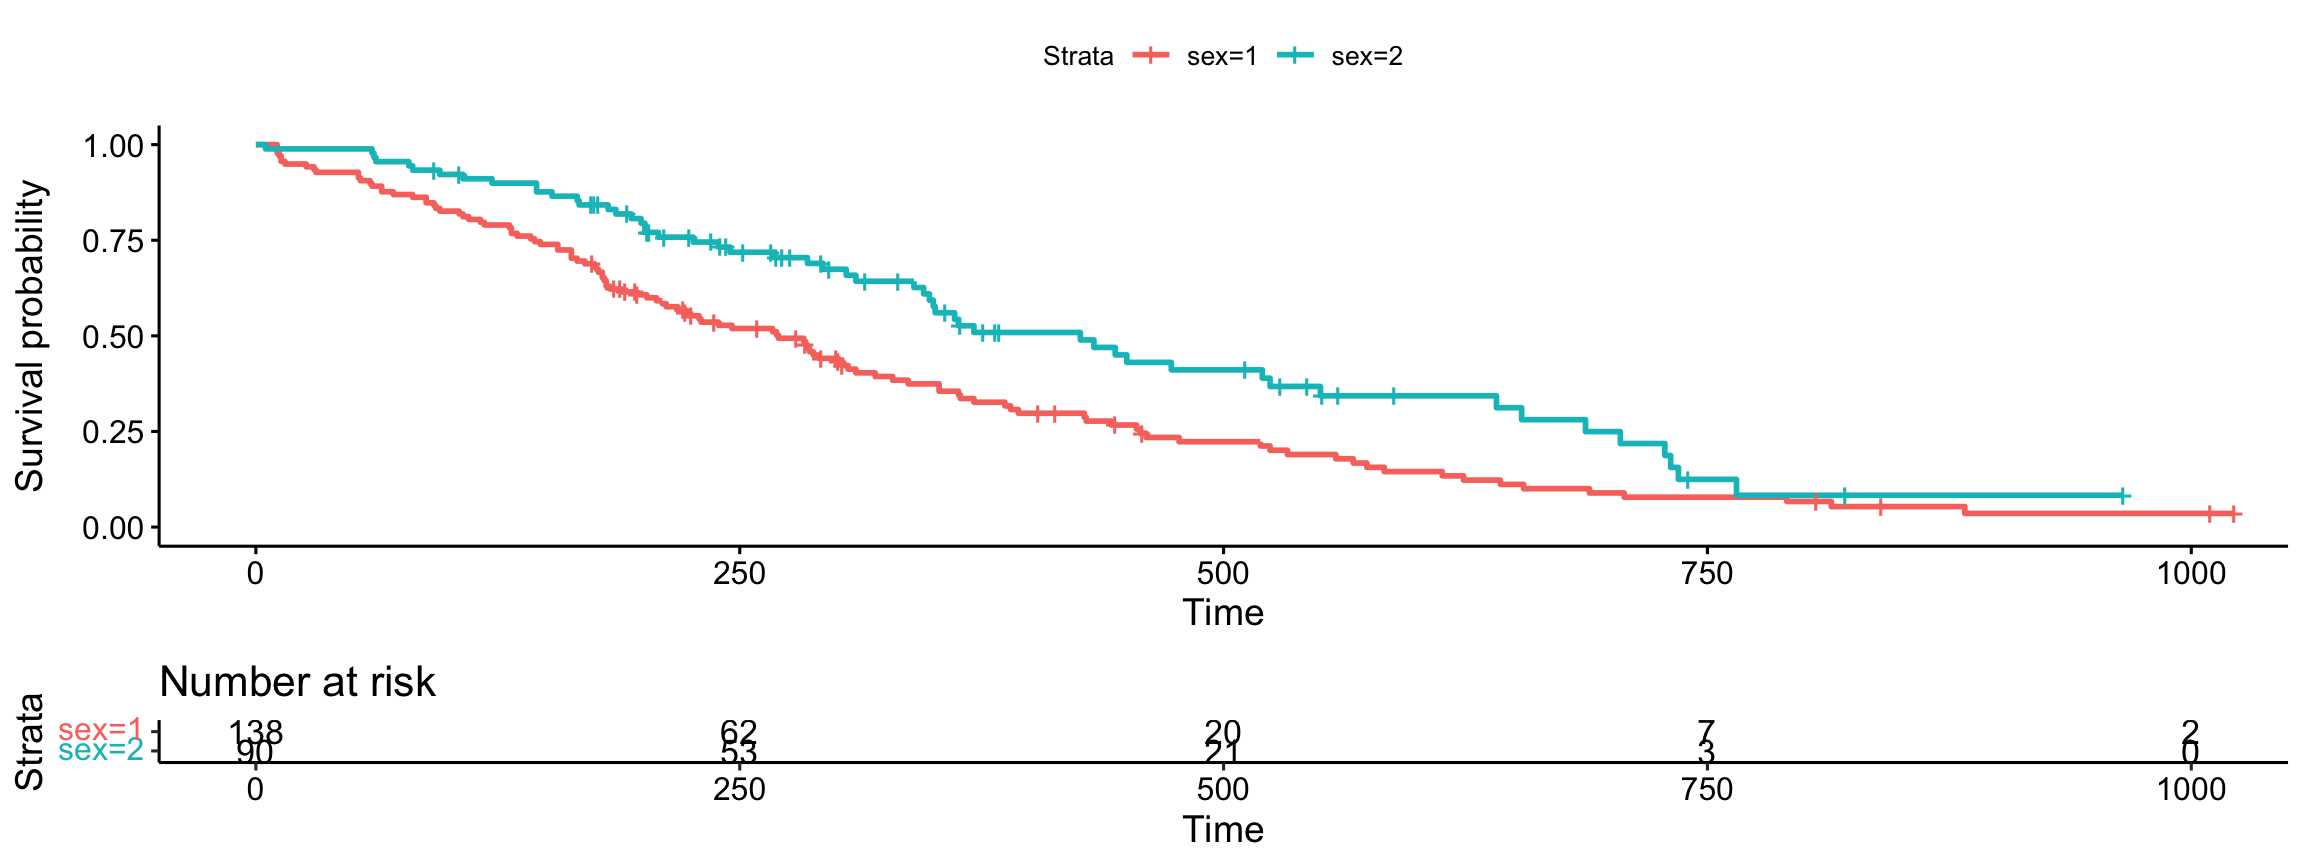 Strata sex=1 sex=2
Survival probability
1.00
0.75
0.50
0.25
0.00
0 250 500 750 1000
Time
Number at risk
Strata
sex=1 138 62 20 7 2
sex=2 90 53 21 3 0
0 250 500 750 1000
Time